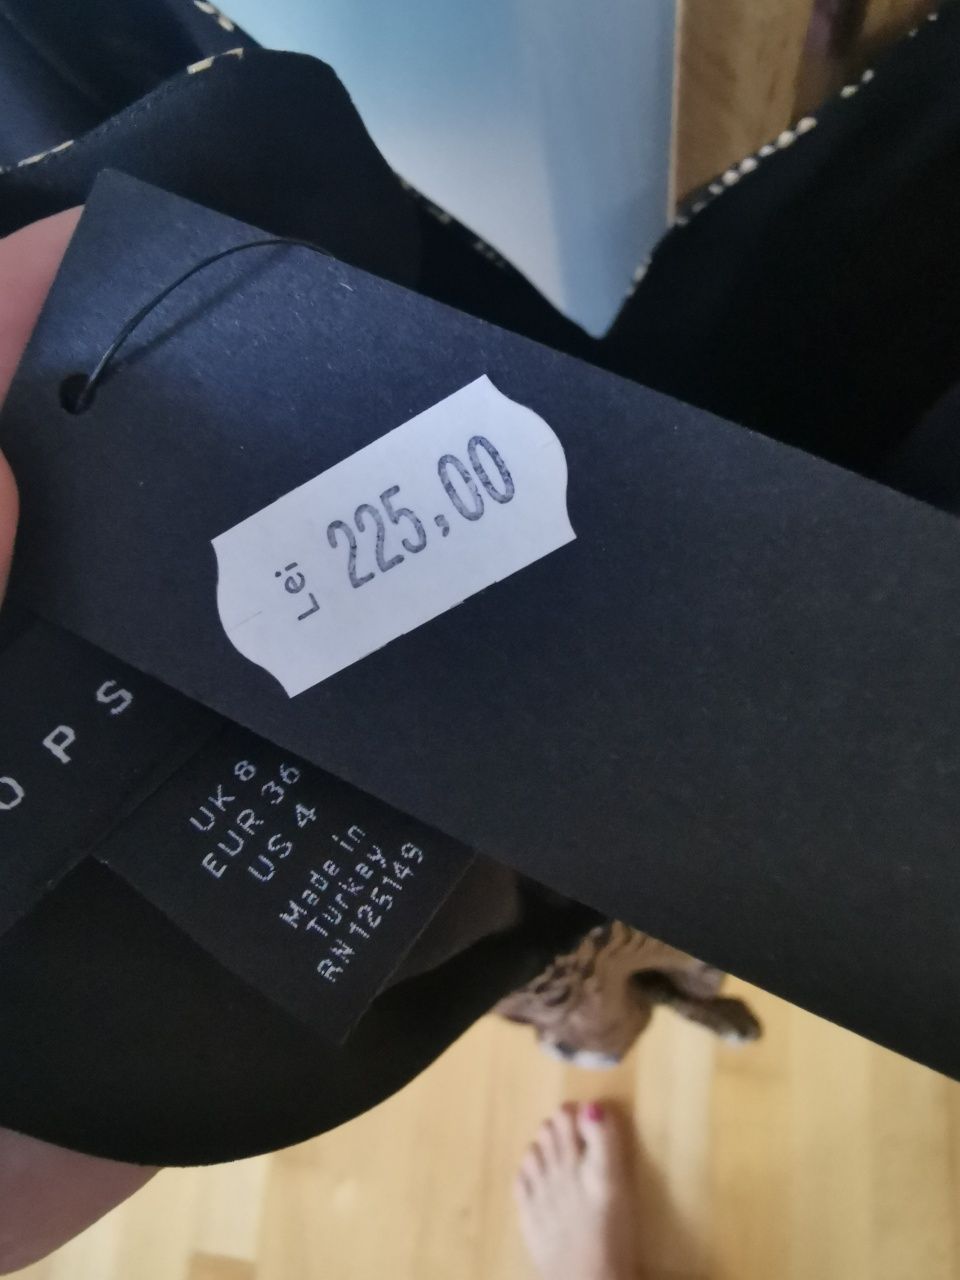 Lei 225,00
OPS
UK 8
EUR 36
US 4
Made in
Turkey
RN 125149